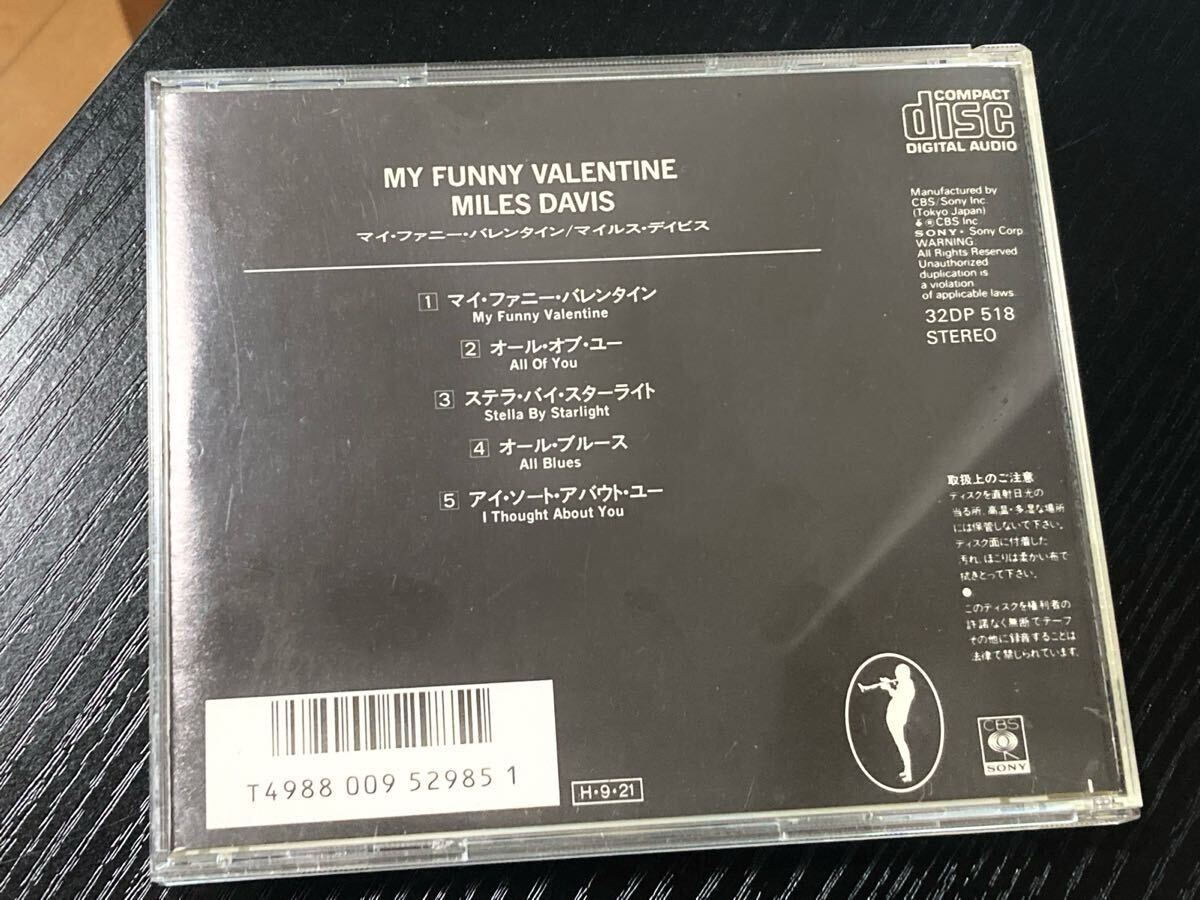 MY FUNNY VALENTINE
MILES DAVIS
マイ・ファニー・バレンタイン/マイルス・デイビス
1 マイ・ファニー・バレンタイン
My Funny Valentine
2 オール・オブ・ユー
All Of You
3 ステラ・バイ・スターライト
Stella By Starlight
4 オール・ブルース
All Blues
5 アイ・ソート・アバウト・ユー
I Thought About You
COMPACT
disc
DIGITAL AUDIO
Manufactured by
CBS/Sony Inc.
(Tokyo Japan)
℗ CBS Inc.
SONY® Sony Corp
WARNING:
All Rights Reserved
Unauthorized
duplication is
a violation
of applicable laws.
32DP 518
STEREO
取扱上のご注意
ディスクを直射日光の
当る所、高温・多湿な場所
には保管しないで下さい。
ディスク面に付着した
汚れ、ほこりは柔かい布で
拭きとって下さい。
●
このディスクを権利者の
許諾なく無断でテープ
その他に録音することは
法律で禁じられています。
CBS
SONY
T4988 009 52985 1
H・9・21